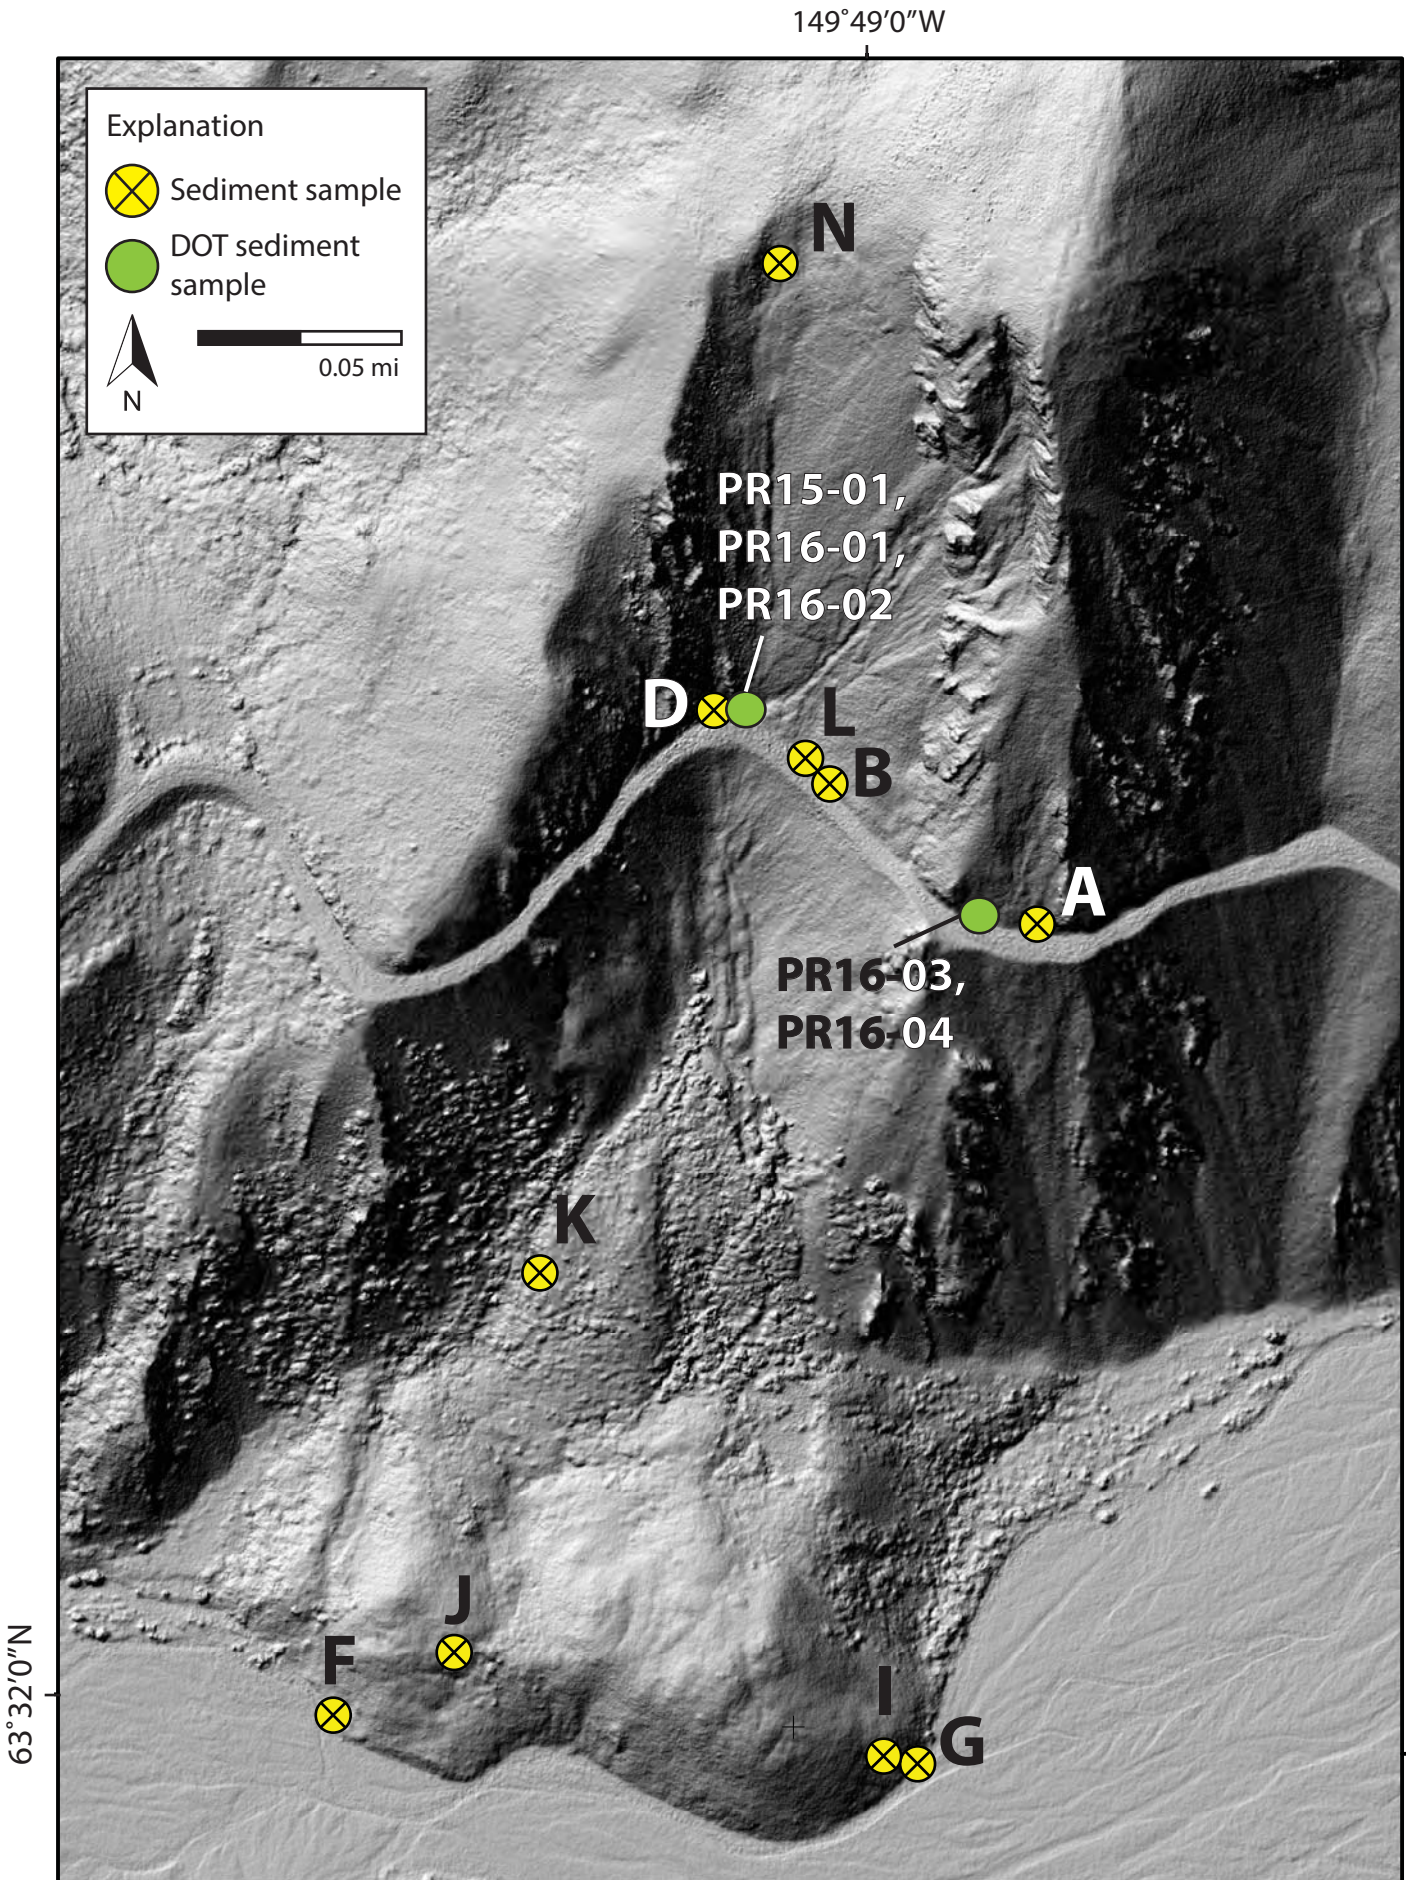 149°49'0"W
Explanation
Sediment sample
DOT sediment
sample
0.05 mi
N
N
PR15-01,
PR16-01,
PR16-02
D
L
B
A
PR16-03,
PR16-04
K
J
F
I
G
63°32'0"N